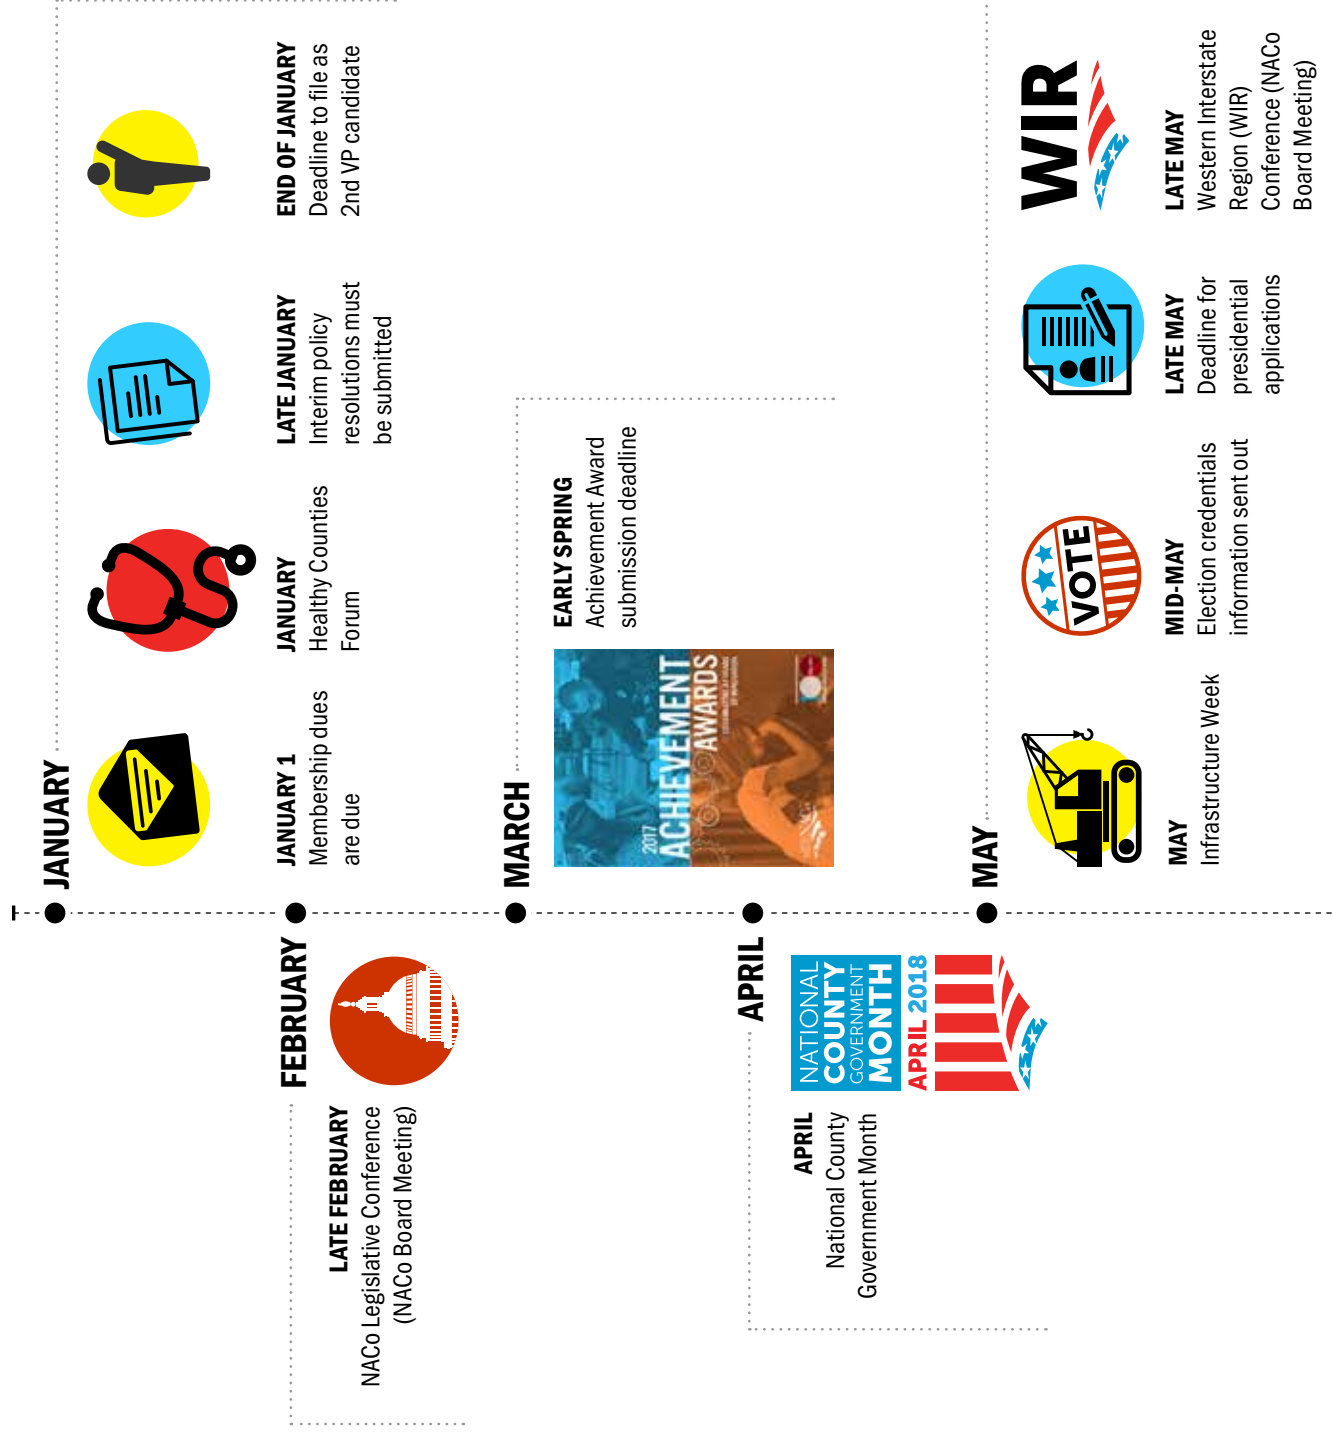 JANUARY
JANUARY 1
Membership dues
are due
JANUARY
Healthy Counties
Forum
LATE JANUARY
Interim policy
resolutions must
be submitted
END OF JANUARY
Deadline to file as
2nd VP candidate
FEBRUARY
LATE FEBRUARY
NACo Legislative Conference
(NACo Board Meeting)
MARCH
2017
ACHIEVEMENT
AWARDS
EARLY SPRING
Achievement Award
submission deadline
APRIL
APRIL
National County
Government Month
NATIONAL
COUNTY
GOVERNMENT
MONTH
APRIL 2018
MAY
MAY
Infrastructure Week
VOTE
MID-MAY
Election credentials
information sent out
LATE MAY
Deadline for
presidential
applications
WIR
LATE MAY
Western Interstate
Region (WIR)
Conference (NACo
Board Meeting)